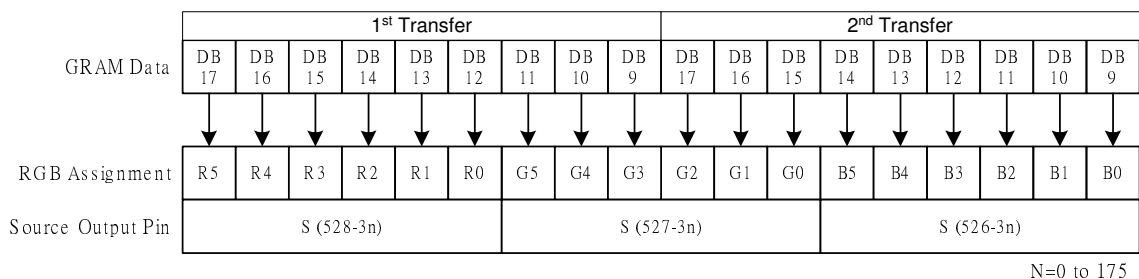 1st Transfer 2nd Transfer
GRAM Data DB 17 DB 16 DB 15 DB 14 DB 13 DB 12 DB 11 DB 10 DB 9 DB 17 DB 16 DB 15 DB 14 DB 13 DB 12 DB 11 DB 10 DB 9
RGB Assignment R5 R4 R3 R2 R1 R0 G5 G4 G3 G2 G1 G0 B5 B4 B3 B2 B1 B0
Source Output Pin S (528-3n) S (527-3n) S (526-3n)
N=0 to 175